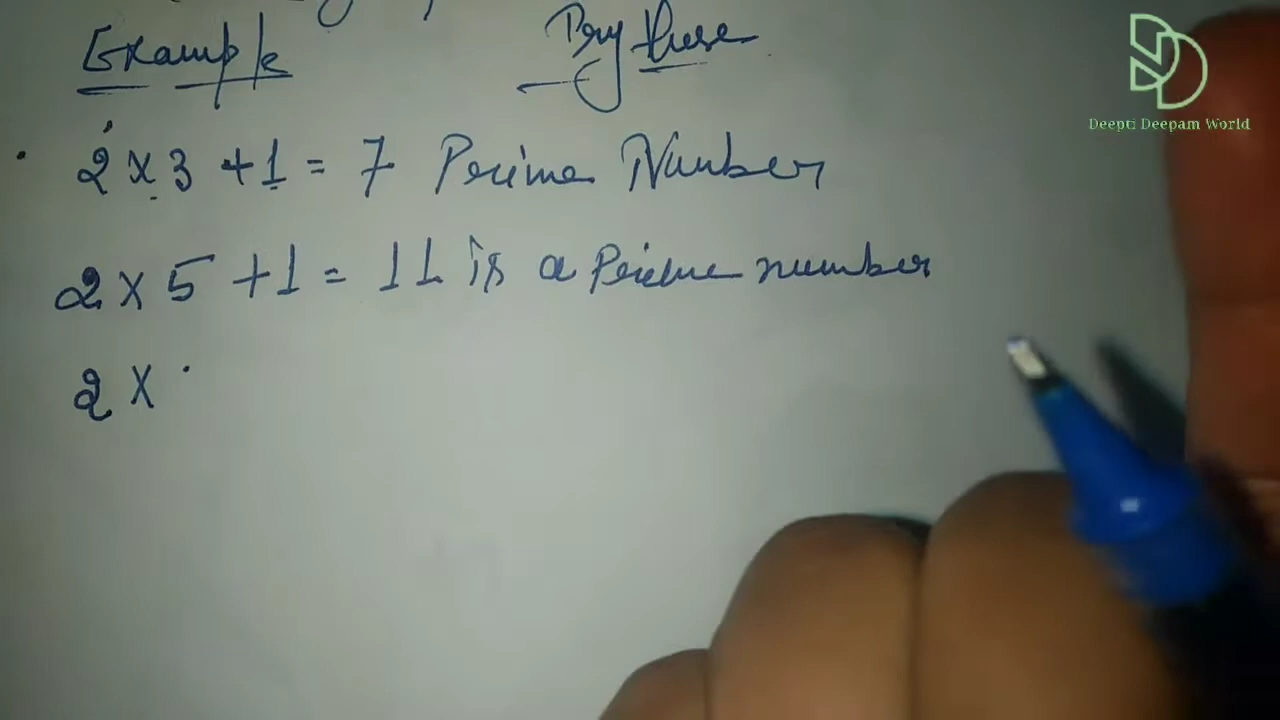 Example
Try these
2 x 3 + 1 = 7 Prime Number
2 x 5 + 1 = 11 is a Prime number
2 x
Deepti Deepam World